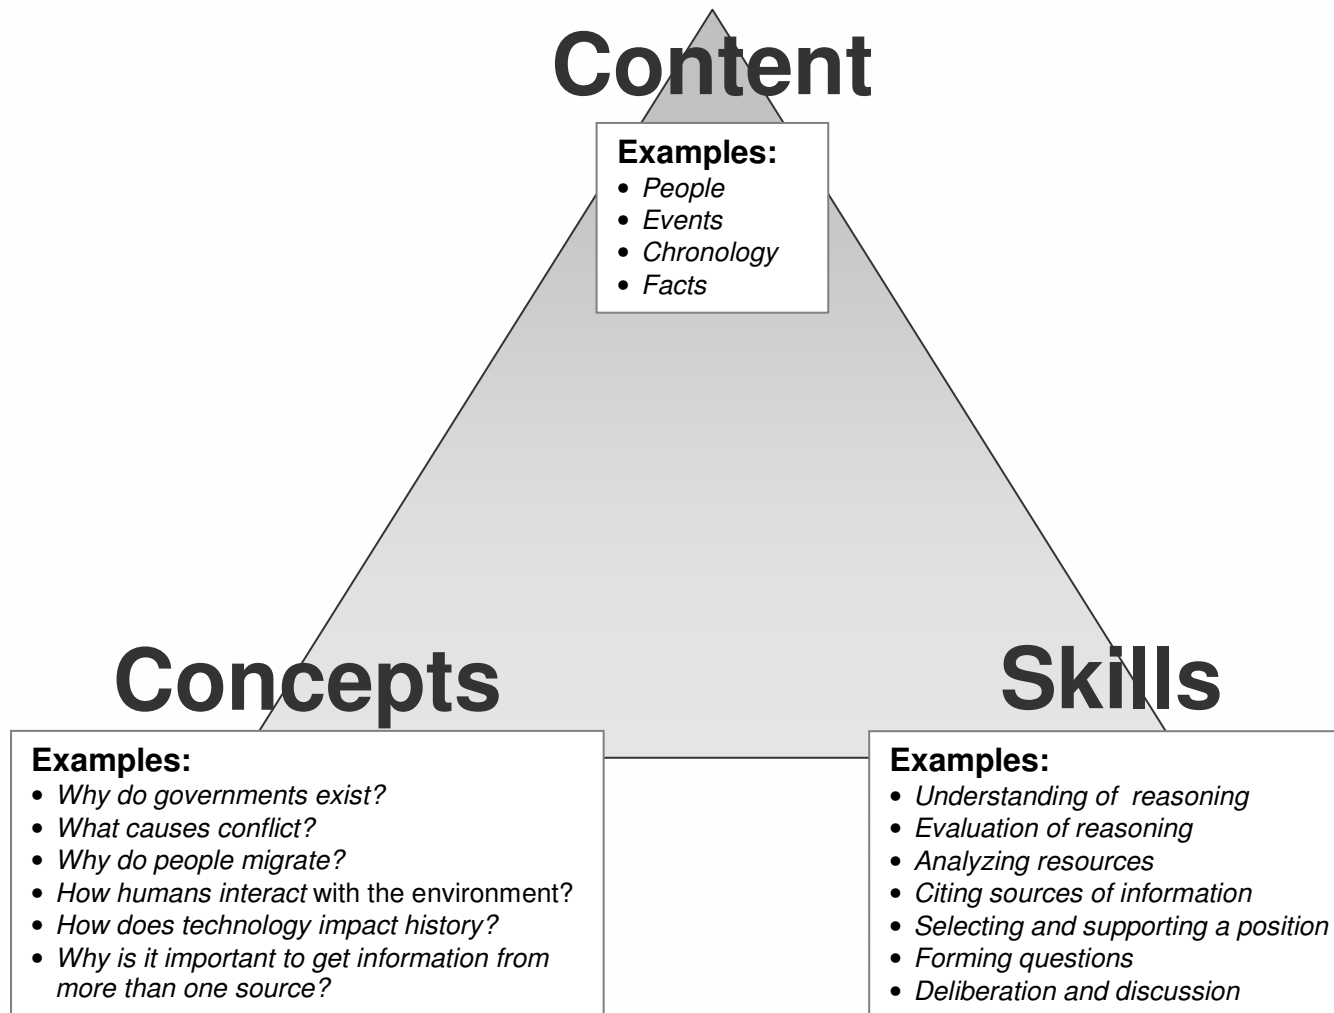 Content
Examples:
• People
• Events
• Chronology
• Facts
Concepts
Examples:
• Why do governments exist?
• What causes conflict?
• Why do people migrate?
• How humans interact with the environment?
• How does technology impact history?
• Why is it important to get information from
more than one source?
Skills
Examples:
• Understanding of  reasoning
• Evaluation of reasoning
• Analyzing resources
• Citing sources of information
• Selecting and supporting a position
• Forming questions
• Deliberation and discussion